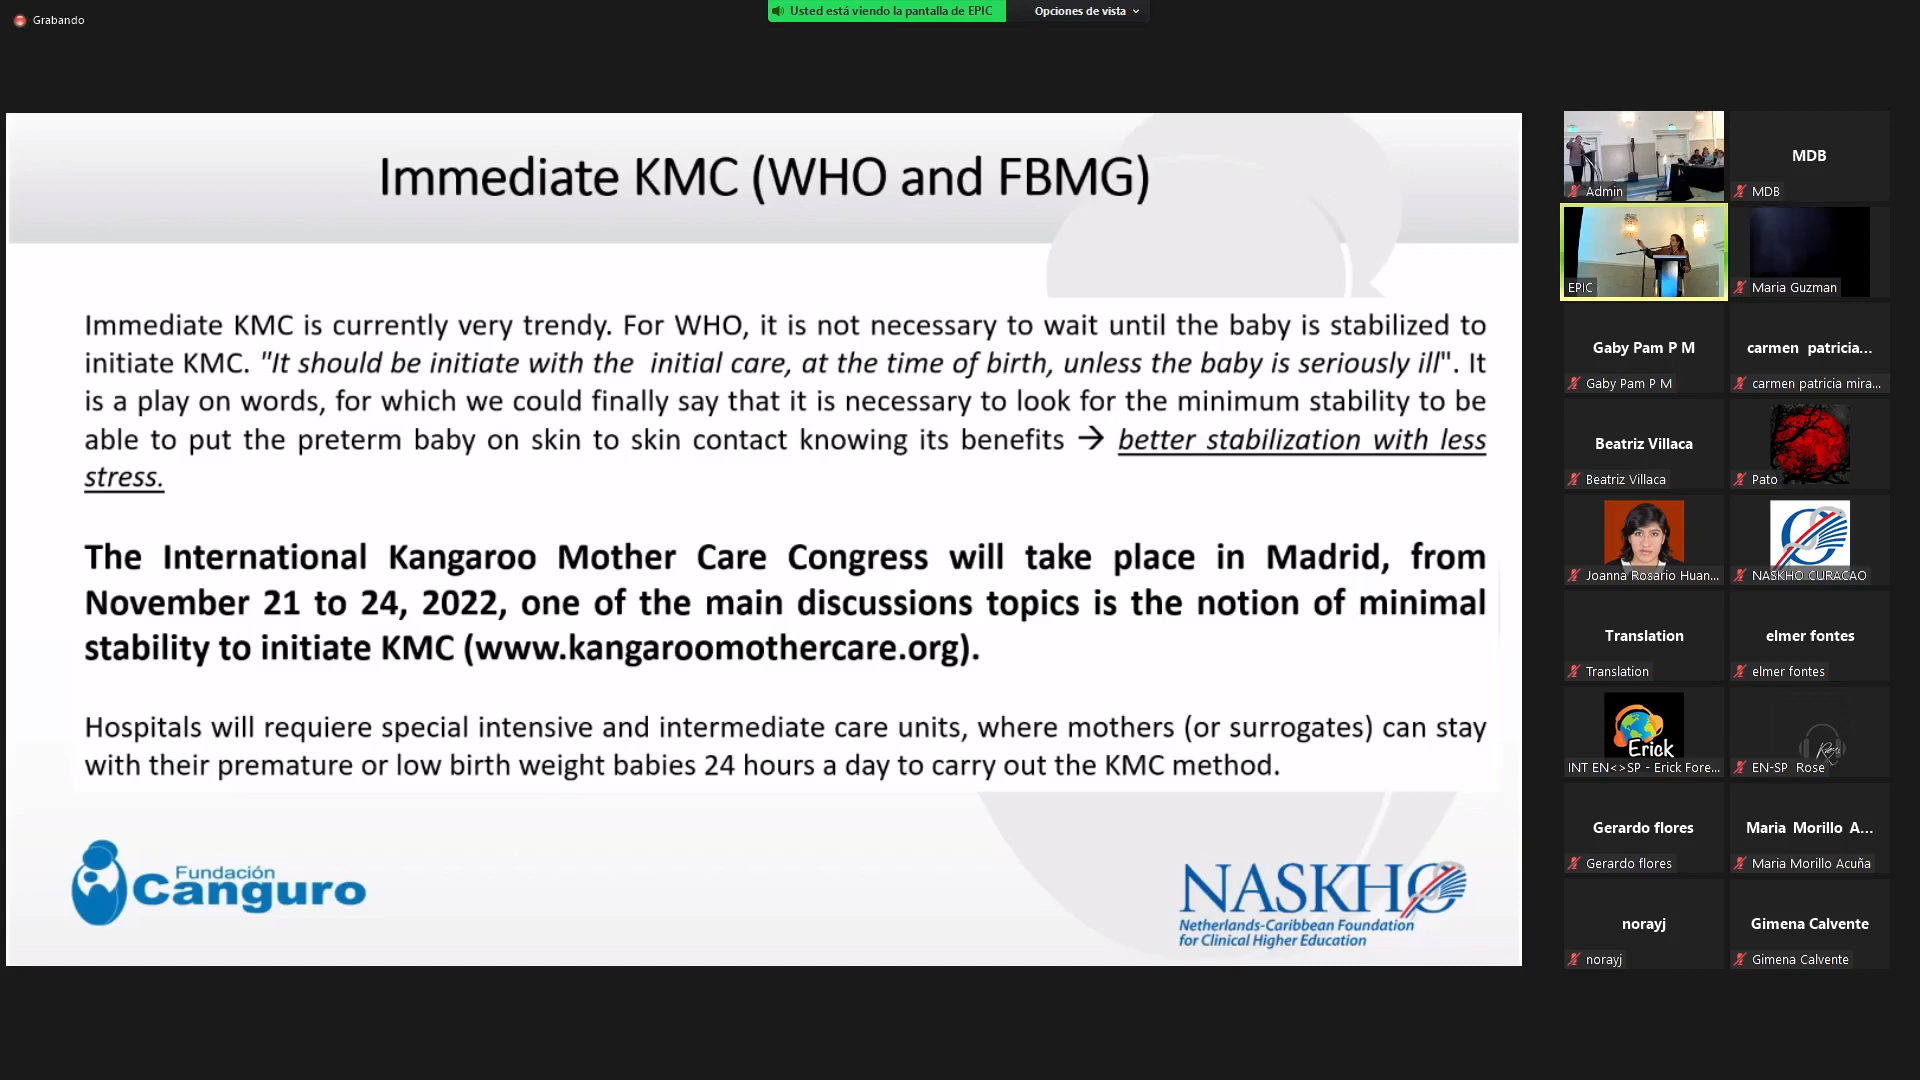 Grabando
Usted está viendo la pantalla de EPIC
Opciones de vista
Immediate KMC (WHO and FBMG)
Immediate KMC is currently very trendy. For WHO, it is not necessary to wait until the baby is stabilized to
initiate KMC. "It should be initiate with the initial care, at the time of birth, unless the baby is seriously ill". It
is a play on words, for which we could finally say that it is necessary to look for the minimum stability to be
able to put the preterm baby on skin to skin contact knowing its benefits → better stabilization with less
stress.
The International Kangaroo Mother Care Congress will take place in Madrid, from
November 21 to 24, 2022, one of the main discussions topics is the notion of minimal
stability to initiate KMC (www.kangaroomothercare.org).
Hospitals will requiere special intensive and intermediate care units, where mothers (or surrogates) can stay
with their premature or low birth weight babies 24 hours a day to carry out the KMC method.
Fundación
Canguro
NASKHO
Netherlands-Caribbean Foundation
for Clinical Higher Education
Admin
MDB
MDB
EPIC
Maria Guzman
Gaby Pam P M
Gaby Pam P M
carmen patricia...
carmen patricia mira...
Beatriz Villaca
Beatriz Villaca
Pato
Joanna Rosario Huan...
NASKHO CURACAO
Translation
Translation
elmer fontes
elmer fontes
Erick
INT EN<>SP - Erick Fore...
EN-SP Rose
Gerardo flores
Gerardo flores
Maria Morillo A...
Maria Morillo Acuña
norayj
norayj
Gimena Calvente
Gimena Calvente